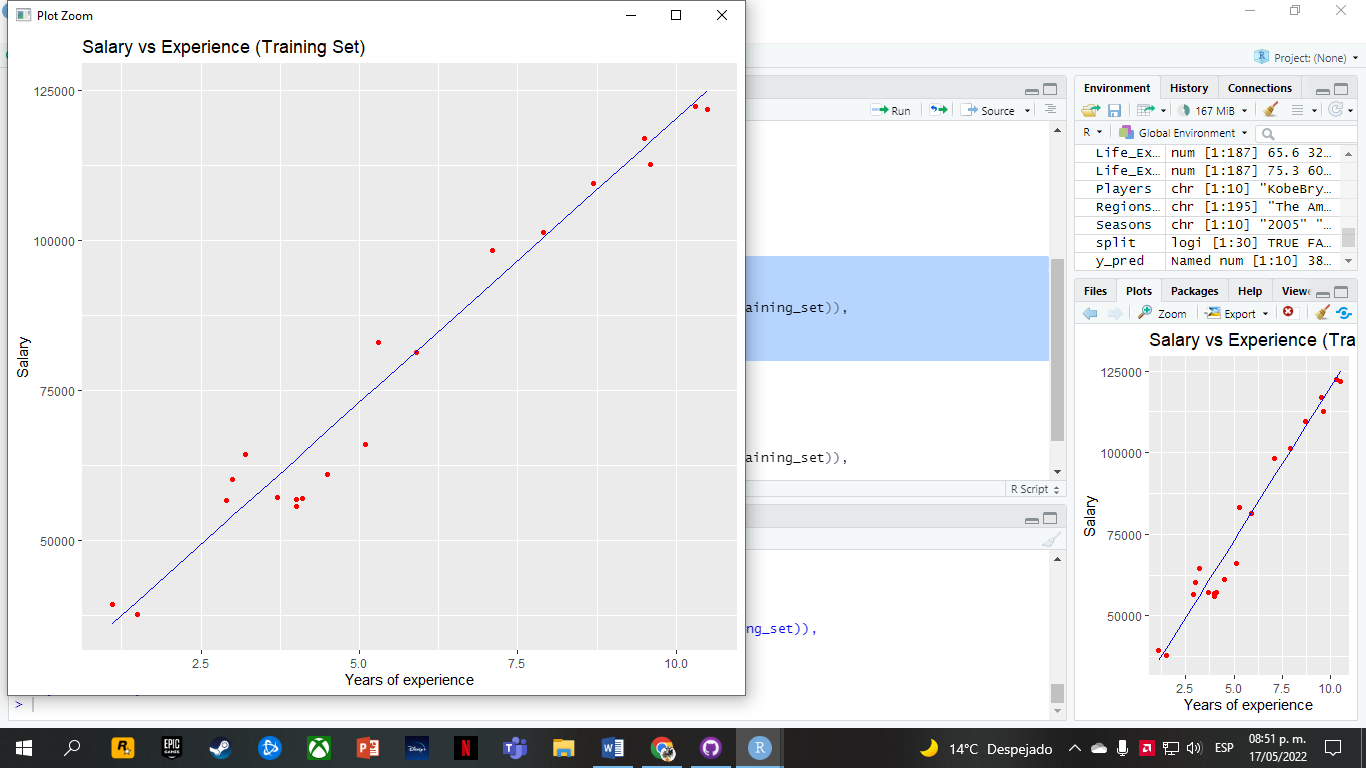 Plot Zoom
Salary vs Experience (Training Set)
125000
100000
75000
50000
Salary
2.5
5.0
7.5
10.0
Years of experience
Project: (None)
Run
Source
aining_set)),
aining_set)),
R Script
ng_set)),
>
Environment
History
Connections
167 MiB
R
Global Environment
Life_Ex… num [1:187] 65.6 32…
Life_Ex… num [1:187] 75.3 60…
Players chr [1:10] "KobeBry…
Regions… chr [1:195] "The Am…
Seasons chr [1:10] "2005" "…
split logi [1:30] TRUE FA…
y_pred Named num [1:10] 38…
Files
Plots
Packages
Help
Viewe
Zoom
Export
Salary vs Experience (Tra
125000
100000
75000
50000
Salary
2.5
5.0
7.5
10.0
Years of experience
14°C Despejado
ESP
08:51 p. m.
17/05/2022